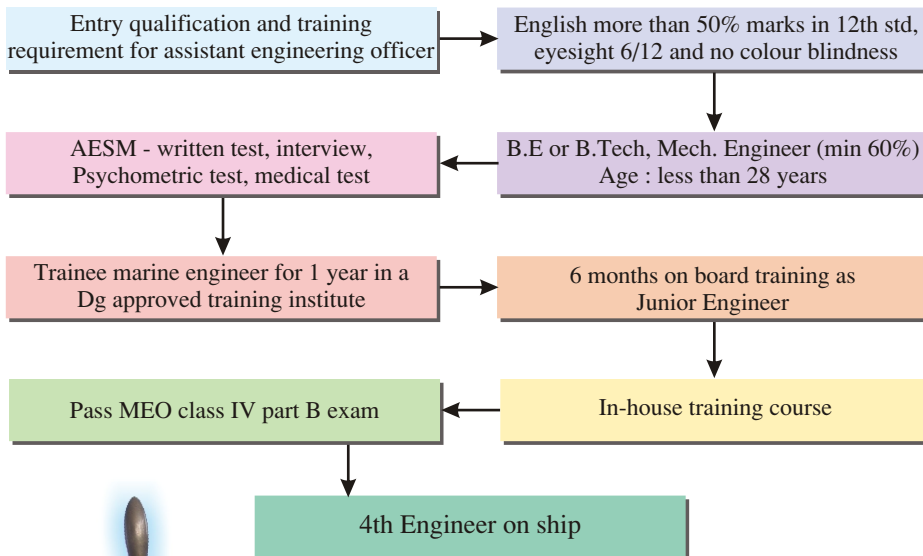 Entry qualification and training
requirement for assistant engineering officer
English more than 50% marks in 12th std,
eyesight 6/12 and no colour blindness
B.E or B.Tech, Mech. Engineer (min 60%)
Age : less than 28 years
AESM - written test, interview,
Psychometric test, medical test
Trainee marine engineer for 1 year in a
Dg approved training institute
6 months on board training as
Junior Engineer
In-house training course
Pass MEO class IV part B exam
4th Engineer on ship